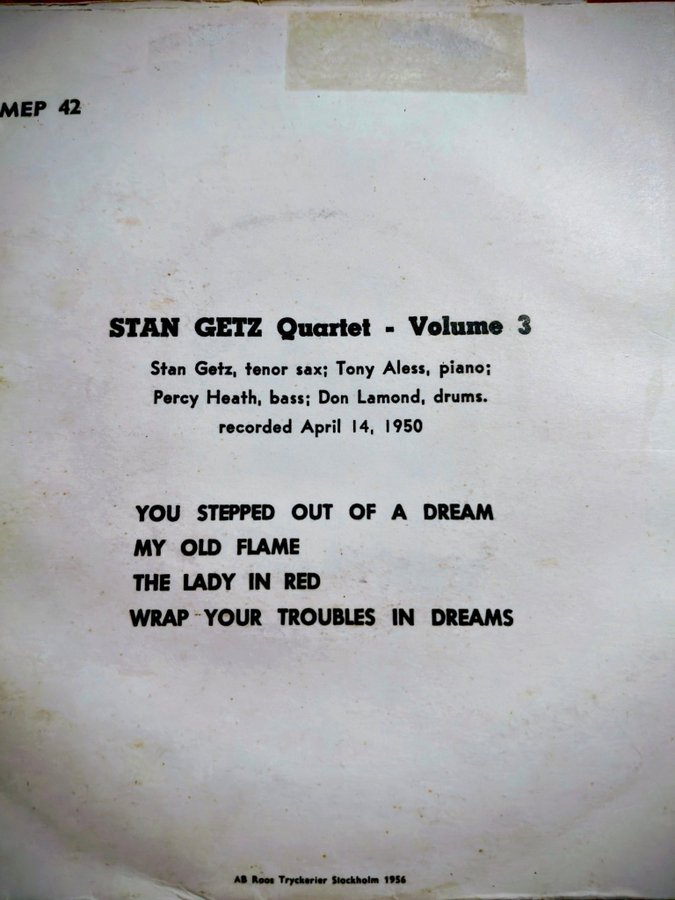 MEP 42
STAN GETZ Quartet - Volume 3
Stan Getz, tenor sax; Tony Aless, piano;
Percy Heath, bass; Don Lamond, drums.
recorded April 14, 1950
YOU STEPPED OUT OF A DREAM
MY OLD FLAME
THE LADY IN RED
WRAP YOUR TROUBLES IN DREAMS
AB Roos Tryckerier Stockholm 1956